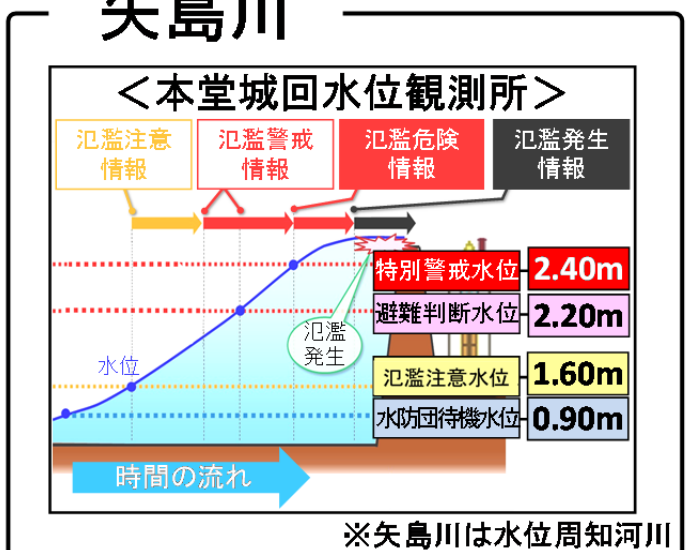 矢島川
＜本堂城回水位観測所＞
氾濫注意
情報
氾濫警戒
情報
氾濫危険
情報
氾濫発生
情報
特別警戒水位 2.40m
避難判断水位 2.20m
氾濫
発生
水位
氾濫注意水位 1.60m
水防団待機水位 0.90m
時間の流れ
※矢島川は水位周知河川